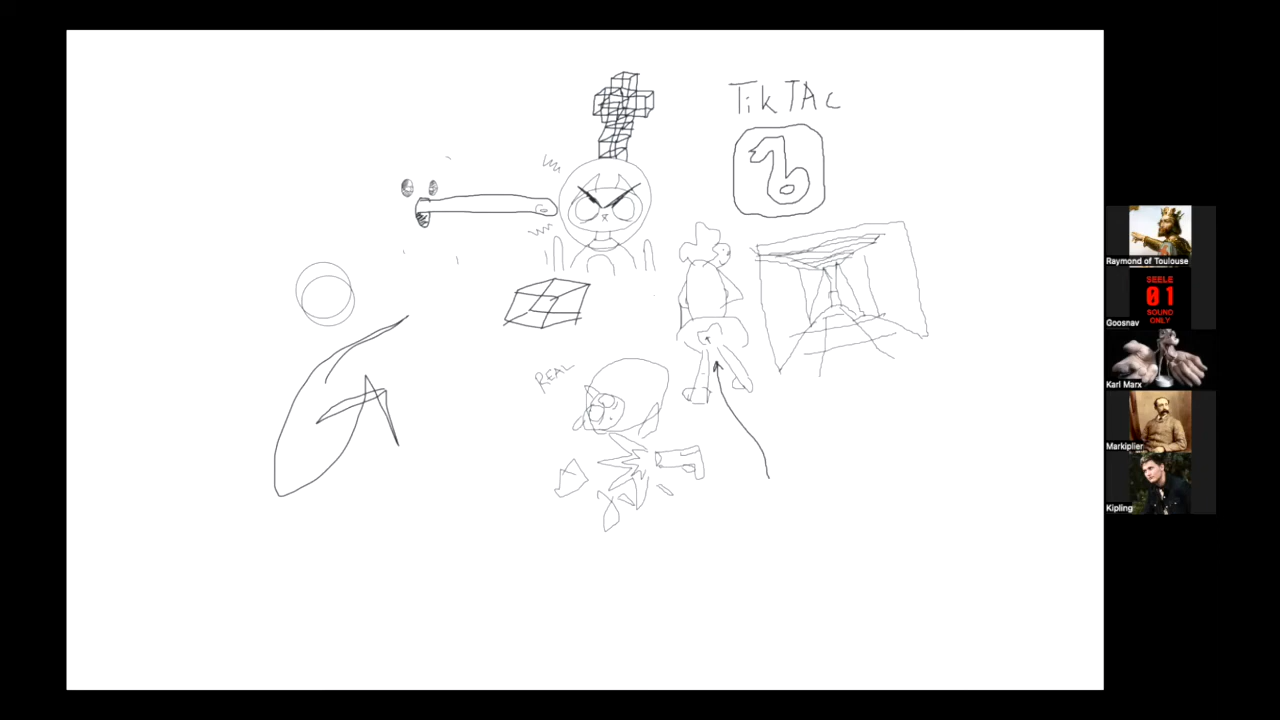 TikTAc
REAL
Raymond of Toulouse
SEELE
01
SOUND
ONLY
Goosnav
Karl Marx
Markiplier
Kipling